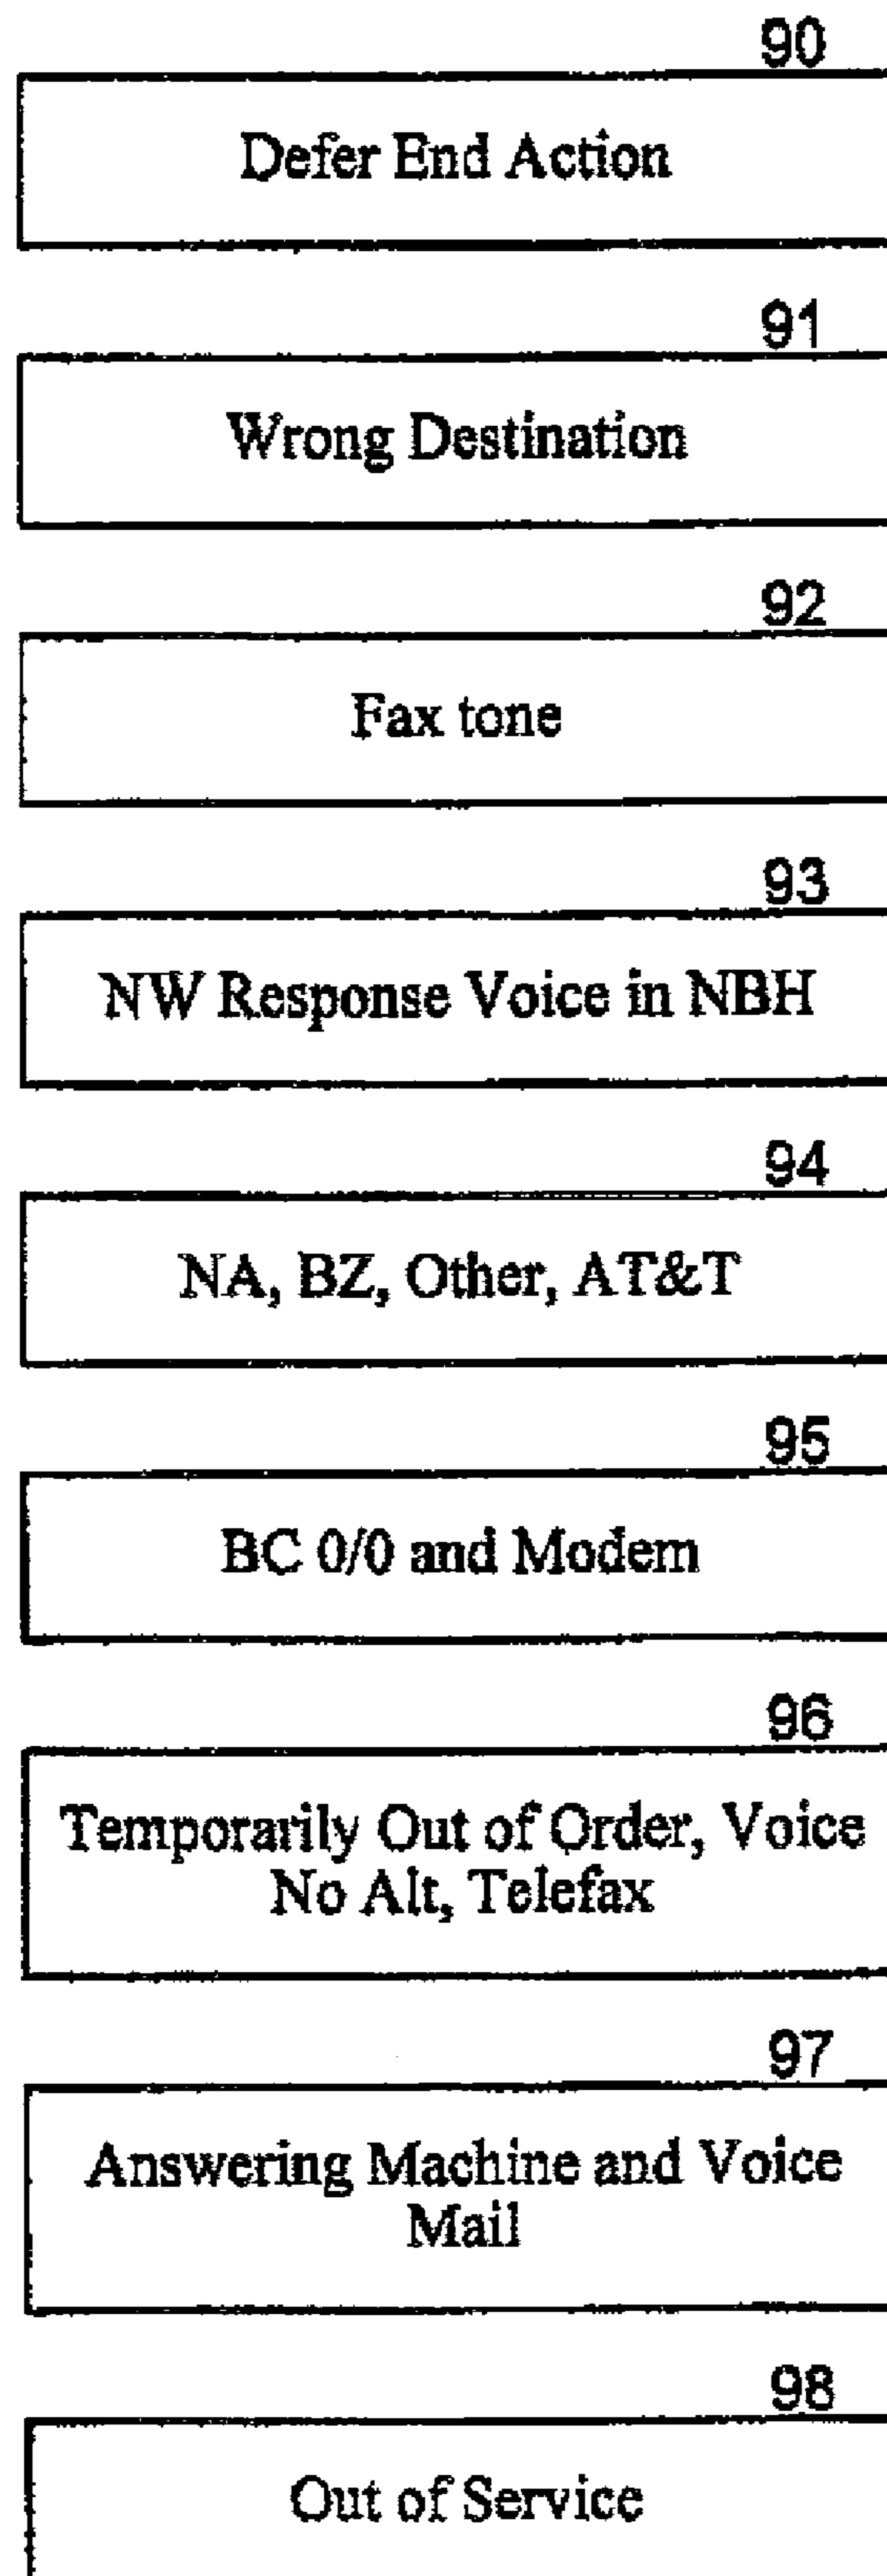 90
Defer End Action
91
Wrong Destination
92
Fax tone
93
NW Response Voice in NBH
94
NA, BZ, Other, AT&T
95
BC 0/0 and Modem
96
Temporarily Out of Order, Voice
No Alt, Telefax
97
Answering Machine and Voice
Mail
98
Out of Service